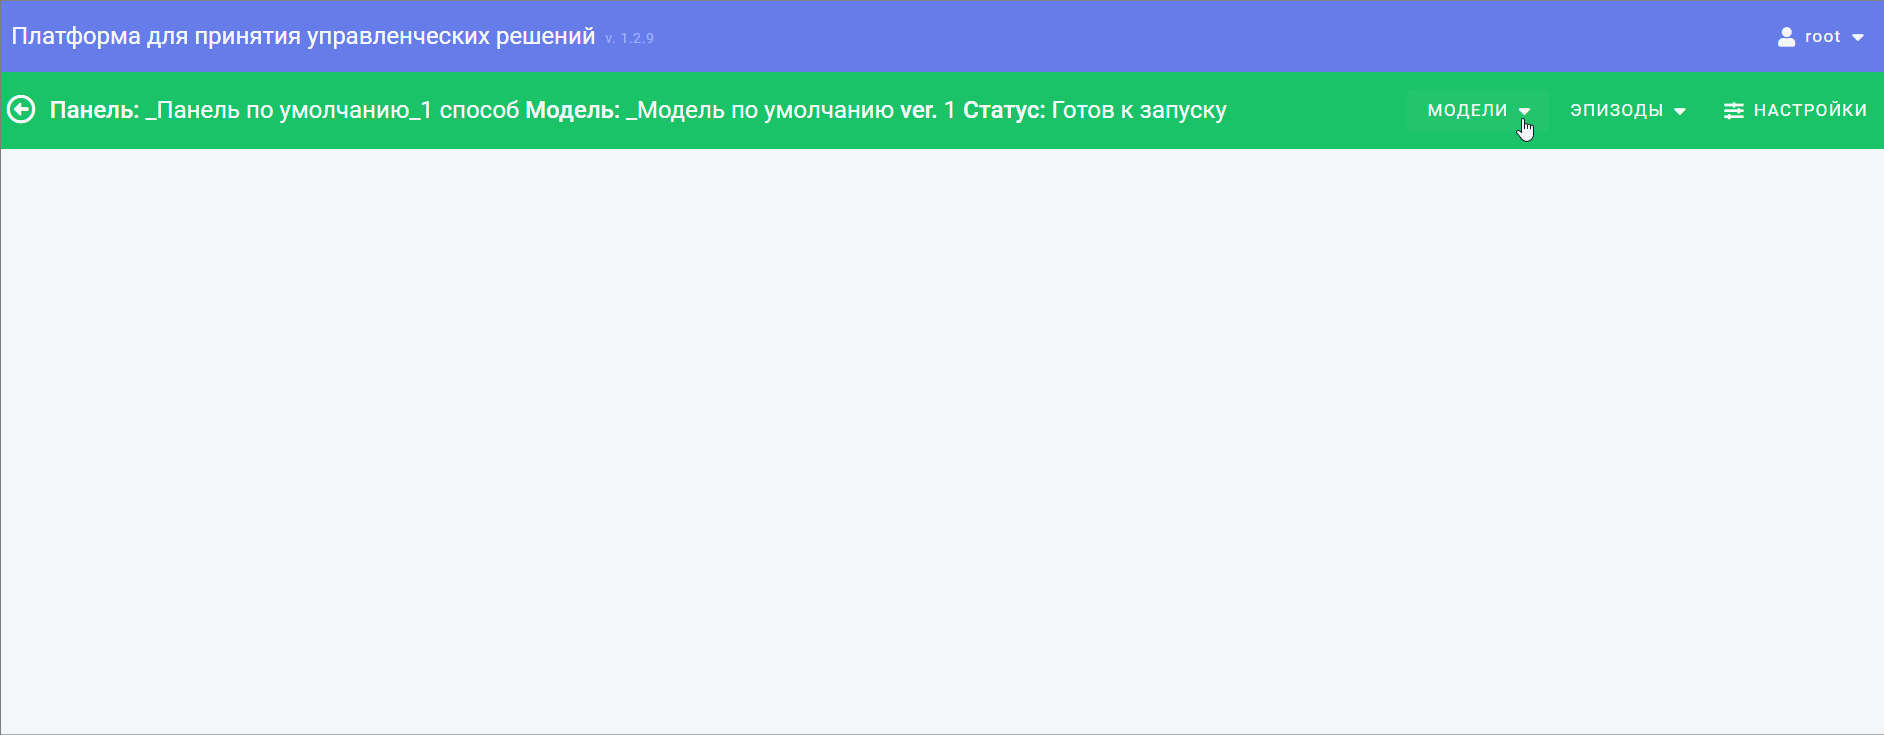 Платформа для принятия управленческих решений v. 1.2.9 root
Панель: _Панель по умолчанию_1 способ Модель: _Модель по умолчанию ver. 1 Статус: Готов к запуску МОДЕЛИ ЭПИЗОДЫ НАСТРОЙКИ